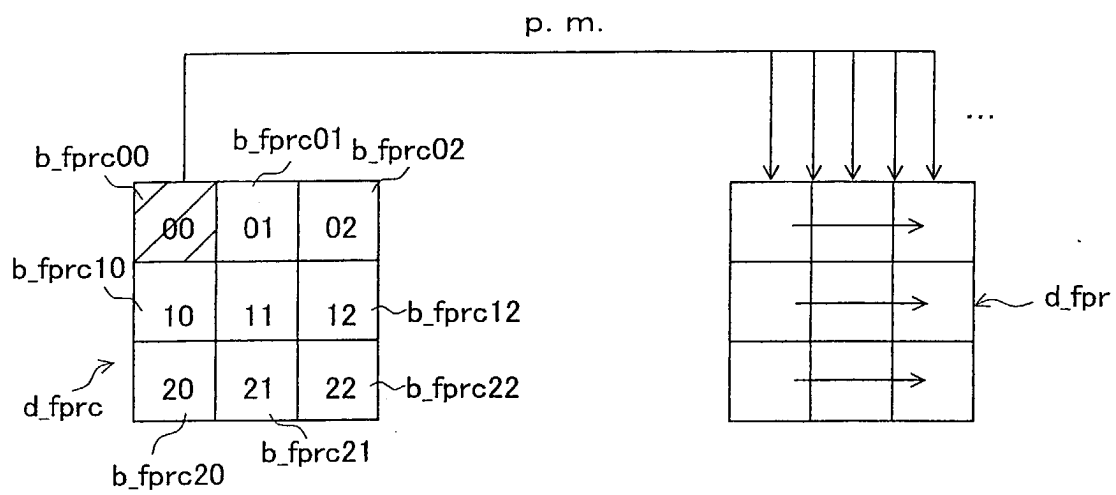 p. m.
b_fprc00
b_fprc01
b_fprc02
...
00 01 02
b_fprc10
10 11 12
b_fprc12
d_fpr
d_fprc
20 21 22
b_fprc22
b_fprc20
b_fprc21